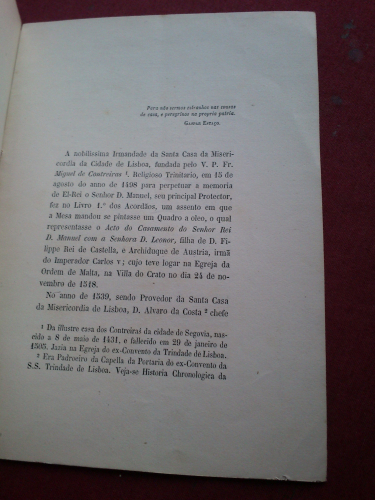 Para não sermos estranhos nas cousas
de casa, e peregrinos na propria patria.
Gaspar Estaço.
A nobilissima Irmandade da Santa Casa da Miseri-
cordia da Cidade de Lisboa, fundada pelo V. P. Fr.
Miguel de Contreiras ¹, Religioso Trinitario, em 15 de
agosto do anno de 1498 para perpetuar a memoria
de El-Rei o Senhor D. Manuel, seu principal Protector,
fez no Livro 1.º dos Acordãos, um assento em que
a Mesa mandou se pintasse um Quadro a oleo, o qual
representasse o Acto do Casamento do Senhor Rei
D. Manuel com a Senhora D. Leonor, filha de D. Fi-
lippe Rei de Castella, e Archiduque de Austria, irmã
do Imperador Carlos V; cujo teve logar na Egreja da
Ordem de Malta, na Villa do Crato no dia 24 de no-
vembro de 1518.
No anno de 1539, sendo Provedor da Santa Casa
da Misericordia de Lisboa, D. Alvaro da Costa ² chefe
¹ Da illustre casa dos Contreiras da cidade de Segovia, nas-
cido a 8 de maio de 1431, e fallecido em 29 de janeiro de
1505. Jazia na Egreja do ex-Convento da Trindade de Lisboa.
² Era Padroeiro da Capella da Portaria do ex-Convento da
S.S. Trindade de Lisboa. Veja-se Historia Chronologica da